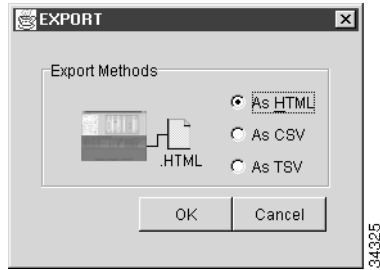 EXPORT
Export Methods
As HTML
As CSV
As TSV
.HTML
OK
Cancel
34325